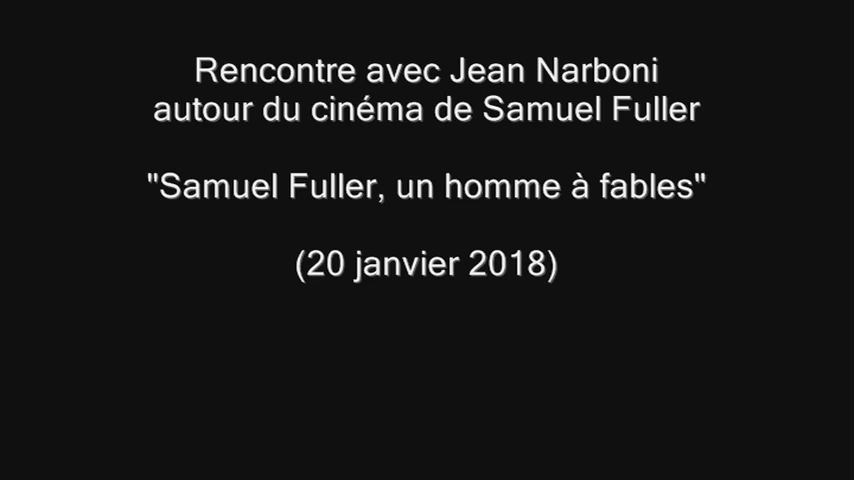 Rencontre avec Jean Narboni
autour du cinéma de Samuel Fuller
"Samuel Fuller, un homme à fables"
(20 janvier 2018)